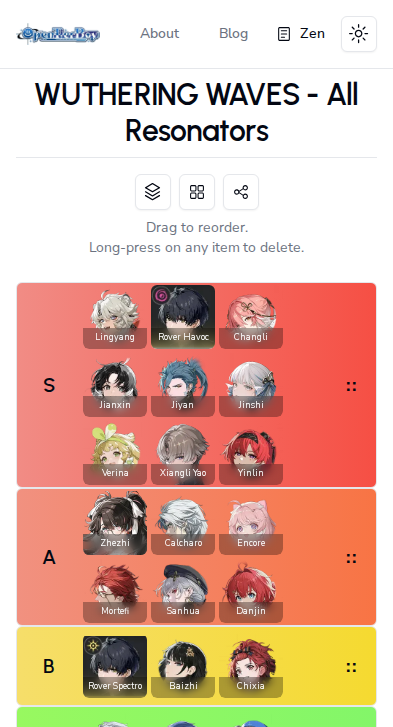 OpenRankey
About
Blog
Zen
WUTHERING WAVES - All
Resonators
Drag to reorder.
Long-press on any item to delete.
S
Lingyang
Rover Havoc
Changli
Jianxin
Jiyan
Jinshi
Verina
Xiangli Yao
Yinlin
A
Zhezhi
Calcharo
Encore
Mortefi
Sanhua
Danjin
B
Rover Spectro
Baizhi
Chixia